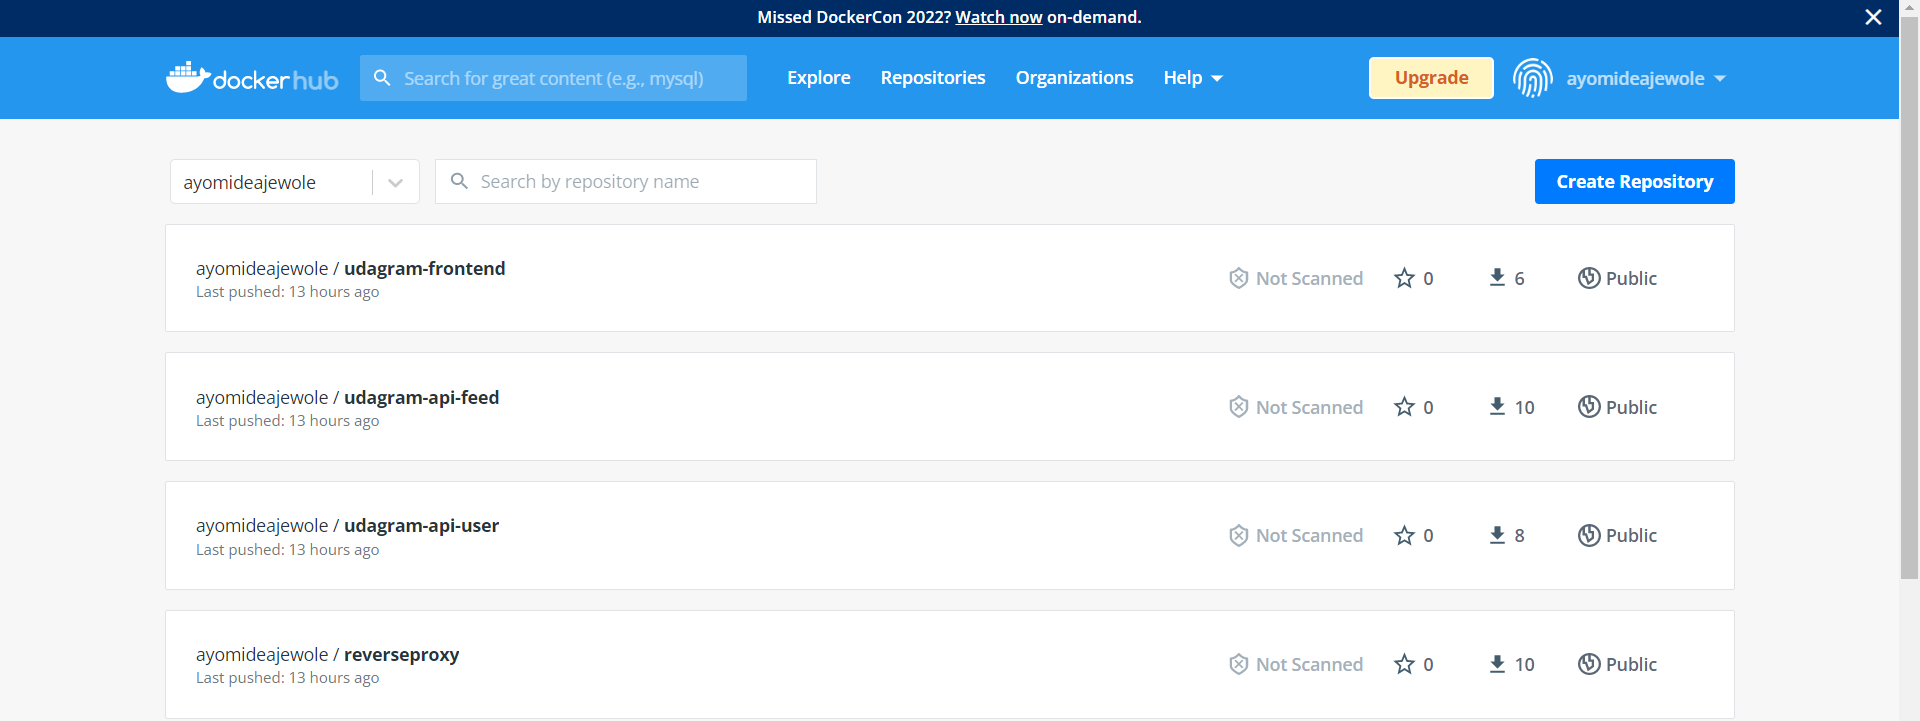 Missed DockerCon 2022? Watch now on-demand.
dockerhub
Search for great content (e.g., mysql)
Explore
Repositories
Organizations
Help
Upgrade
ayomideajewole
ayomideajewole
Search by repository name
Create Repository
ayomideajewole / udagram-frontend
Last pushed: 13 hours ago
Not Scanned
0
6
Public
ayomideajewole / udagram-api-feed
Last pushed: 13 hours ago
Not Scanned
0
10
Public
ayomideajewole / udagram-api-user
Last pushed: 13 hours ago
Not Scanned
0
8
Public
ayomideajewole / reverseproxy
Last pushed: 13 hours ago
Not Scanned
0
10
Public